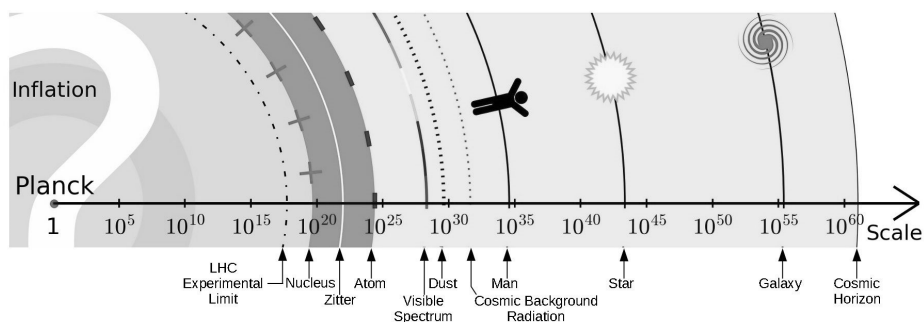 Inflation
Planck
1 10^5 10^10 10^15 10^20 10^25 10^30 10^35 10^40 10^45 10^50 10^55 10^60
Scale
LHC
Experimental
Limit
Nucleus
Zitter
Atom
Visible
Spectrum
Dust
Cosmic Background
Radiation
Man
Star
Galaxy
Cosmic
Horizon